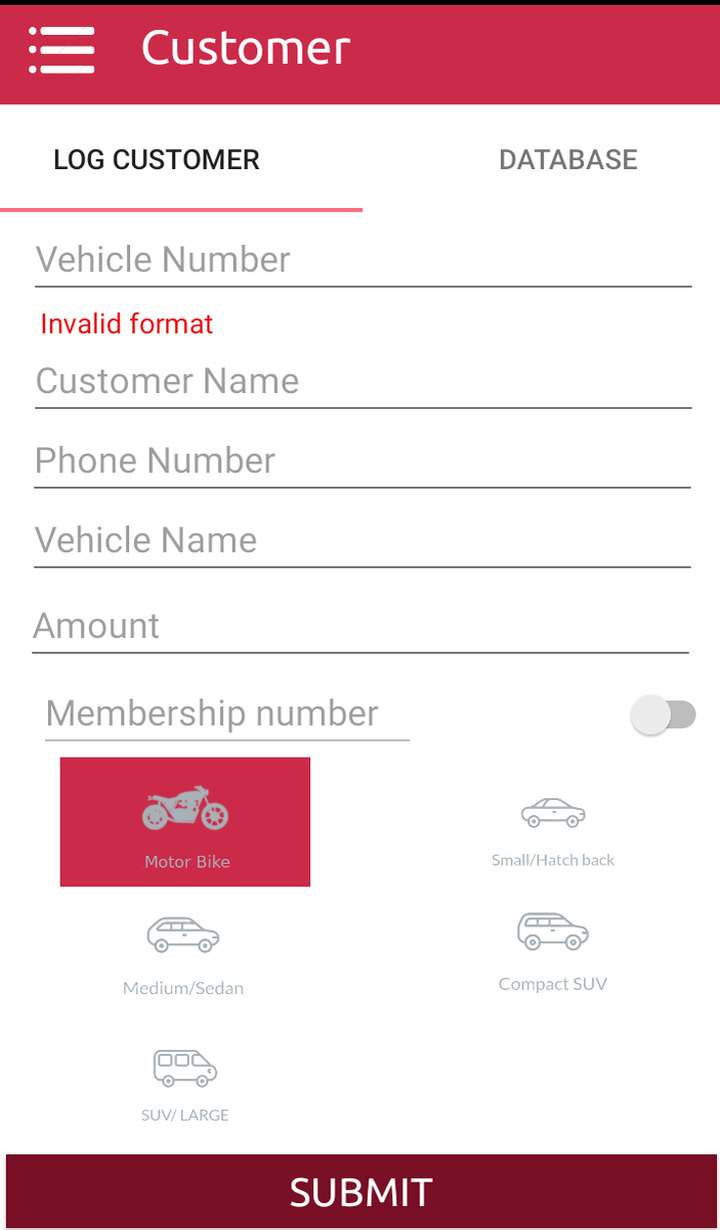 Customer
LOG CUSTOMER DATABASE
Vehicle Number
Invalid format
Customer Name
Phone Number
Vehicle Name
Amount
Membership number
Motor Bike Small/Hatch back
Medium/Sedan Compact SUV
SUV/ LARGE
SUBMIT